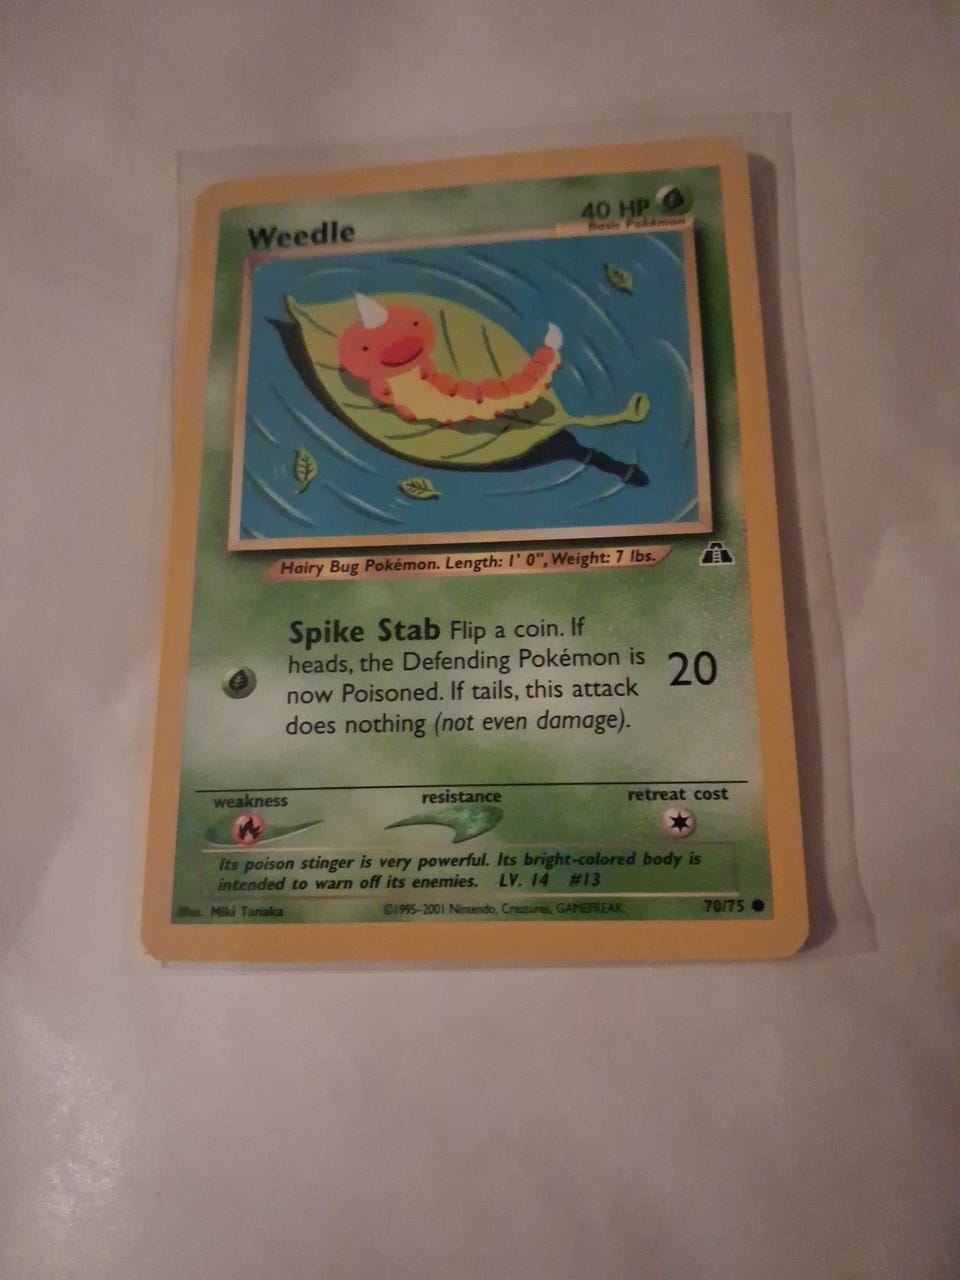 Weedle
40 HP
Basic Pokémon
Hairy Bug Pokémon. Length: 1' 0", Weight: 7 lbs.
Spike Stab Flip a coin. If
heads, the Defending Pokémon is
now Poisoned. If tails, this attack
does nothing (not even damage).
20
weakness
resistance
retreat cost
Its poison stinger is very powerful. Its bright-colored body is
intended to warn off its enemies. LV. 14 #13
Illus. Miki Tanaka
©1995-2001 Nintendo, Creatures, GAMEFREAK.
70/75